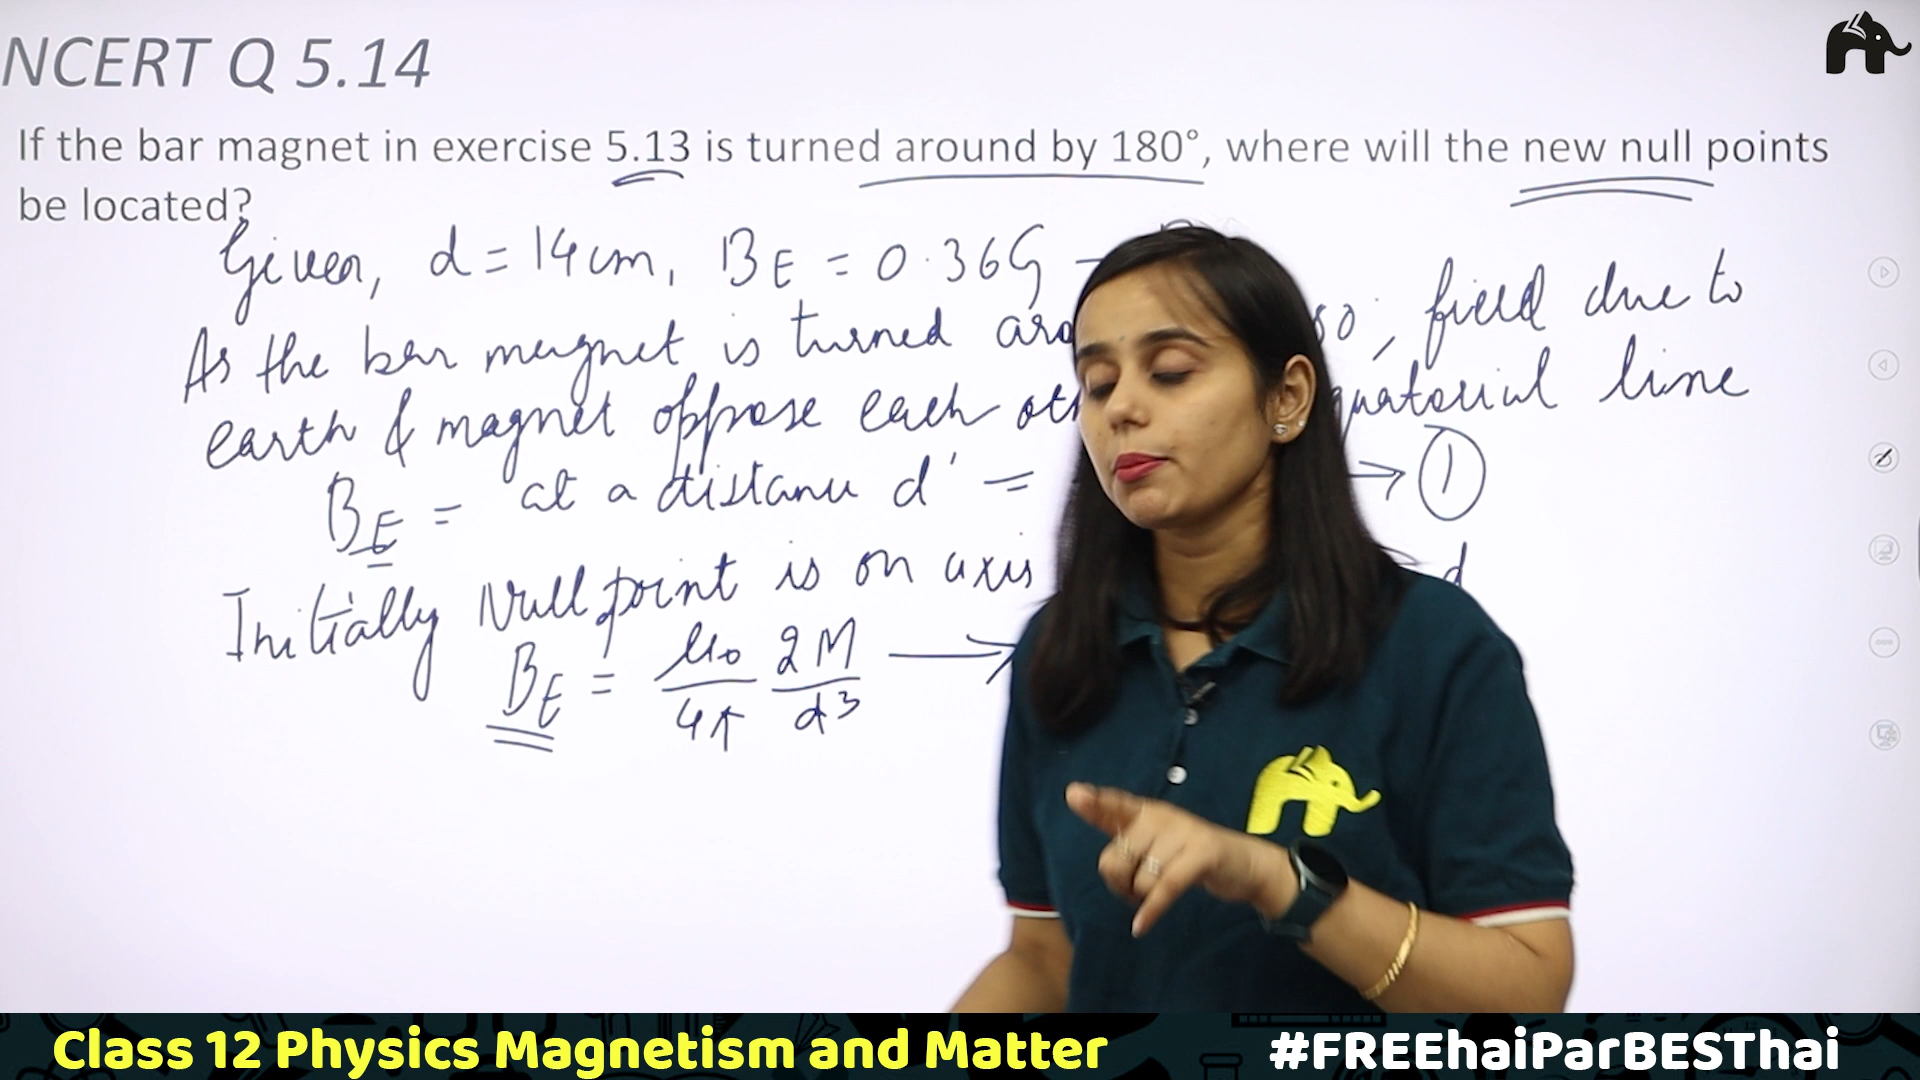 NCERT Q 5.14
If the bar magnet in exercise 5.13 is turned around by 180°, where will the new null points
be located?
Given, d = 14 cm, BE = 0.36G
As the bar magnet is turned so, field due to
earth & magnet oppose each line
BE = at a distance d' = → ①
Initially Null point is on axis d
BE = μ0/4π 2M/d³ →
Class 12 Physics Magnetism and Matter
#FREEhaiParBESThai